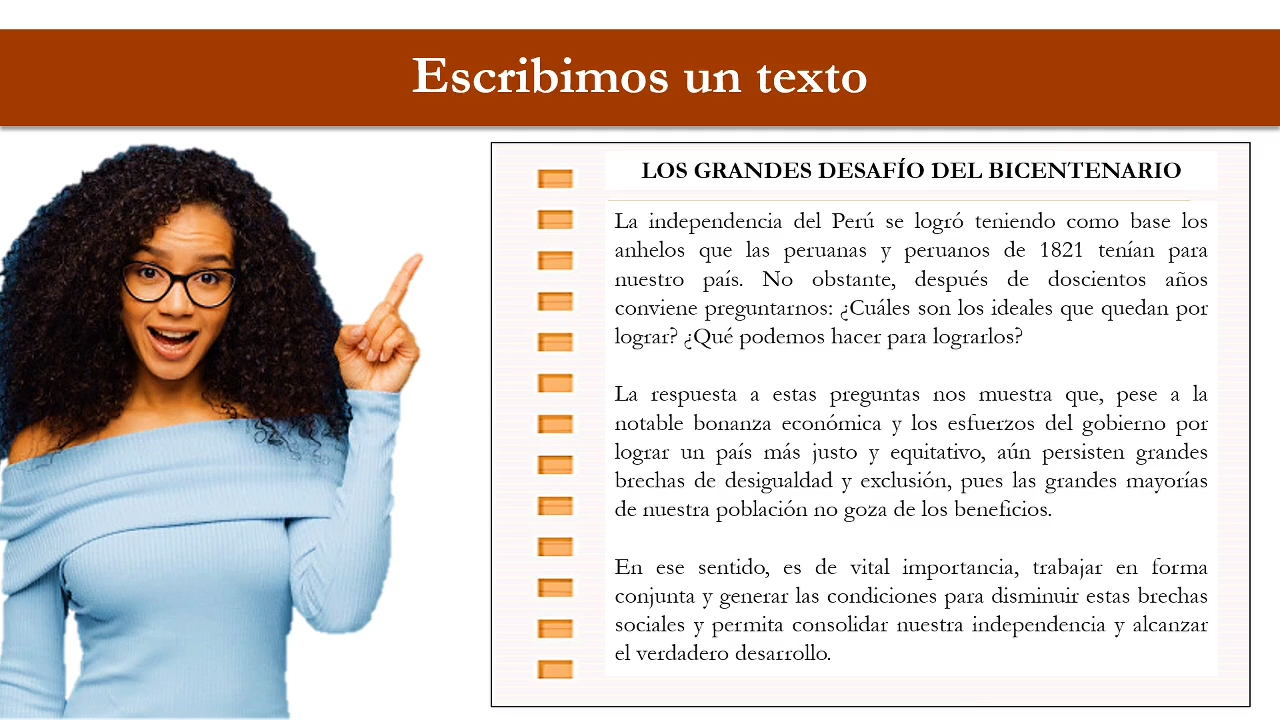 Escribimos un texto
LOS GRANDES DESAFÍO DEL BICENTENARIO
La independencia del Perú se logró teniendo como base los
anhelos que las peruanas y peruanos de 1821 tenían para
nuestro país. No obstante, después de doscientos años
conviene preguntarnos: ¿Cuáles son los ideales que quedan por
lograr? ¿Qué podemos hacer para lograrlos?
La respuesta a estas preguntas nos muestra que, pese a la
notable bonanza económica y los esfuerzos del gobierno por
lograr un país más justo y equitativo, aún persisten grandes
brechas de desigualdad y exclusión, pues las grandes mayorías
de nuestra población no goza de los beneficios.
En ese sentido, es de vital importancia, trabajar en forma
conjunta y generar las condiciones para disminuir estas brechas
sociales y permita consolidar nuestra independencia y alcanzar
el verdadero desarrollo.